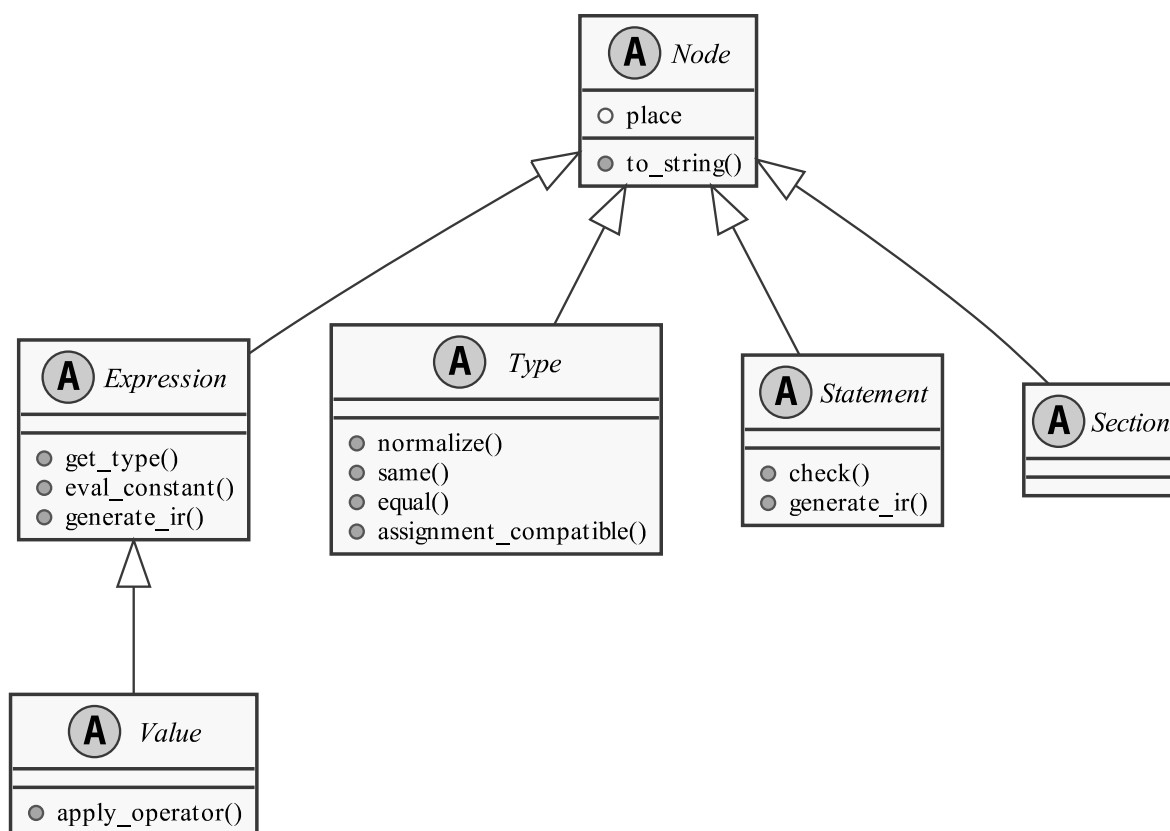 A Node
place
to_string()
A Expression
get_type()
eval_constant()
generate_ir()
A Type
normalize()
same()
equal()
assignment_compatible()
A Statement
check()
generate_ir()
A Section
A Value
apply_operator()